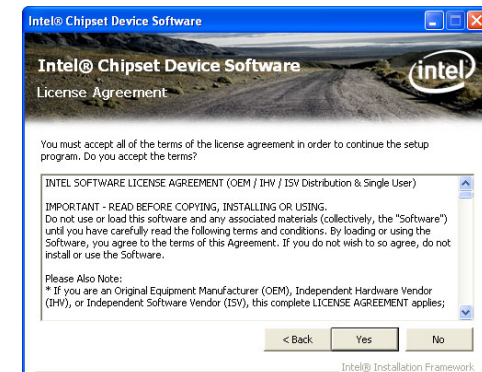 Intel® Chipset Device Software
Intel® Chipset Device Software
intel
License Agreement
You must accept all of the terms of the license agreement in order to continue the setup
program. Do you accept the terms?
INTEL SOFTWARE LICENSE AGREEMENT (OEM / IHV / ISV Distribution & Single User)
IMPORTANT - READ BEFORE COPYING, INSTALLING OR USING.
Do not use or load this software and any associated materials (collectively, the "Software")
until you have carefully read the following terms and conditions. By loading or using the
Software, you agree to the terms of this Agreement. If you do not wish to so agree, do not
install or use the Software.
Please Also Note:
* If you are an Original Equipment Manufacturer (OEM), Independent Hardware Vendor
(IHV), or Independent Software Vendor (ISV), this complete LICENSE AGREEMENT applies;
< Back Yes No
Intel® Installation Framework